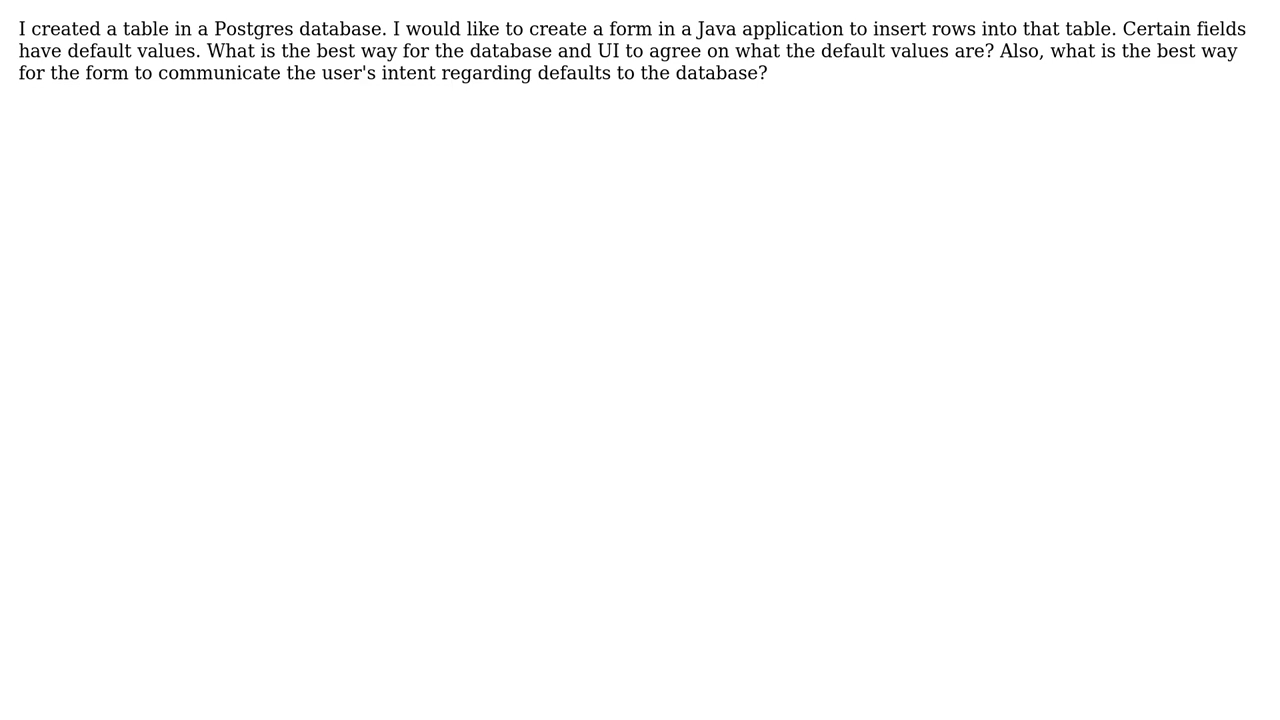 I created a table in a Postgres database. I would like to create a form in a Java application to insert rows into that table. Certain fields
have default values. What is the best way for the database and UI to agree on what the default values are? Also, what is the best way
for the form to communicate the user's intent regarding defaults to the database?